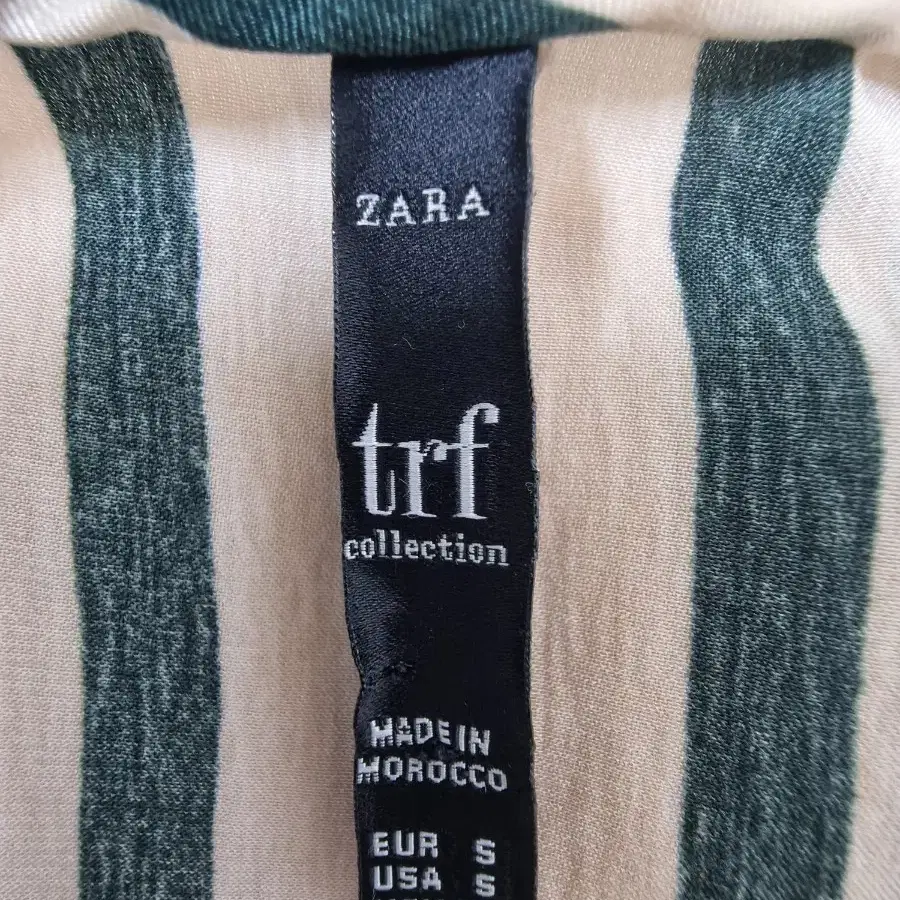 ZARA
trf
collection
MADE IN
MOROCCO
EUR S
USA S